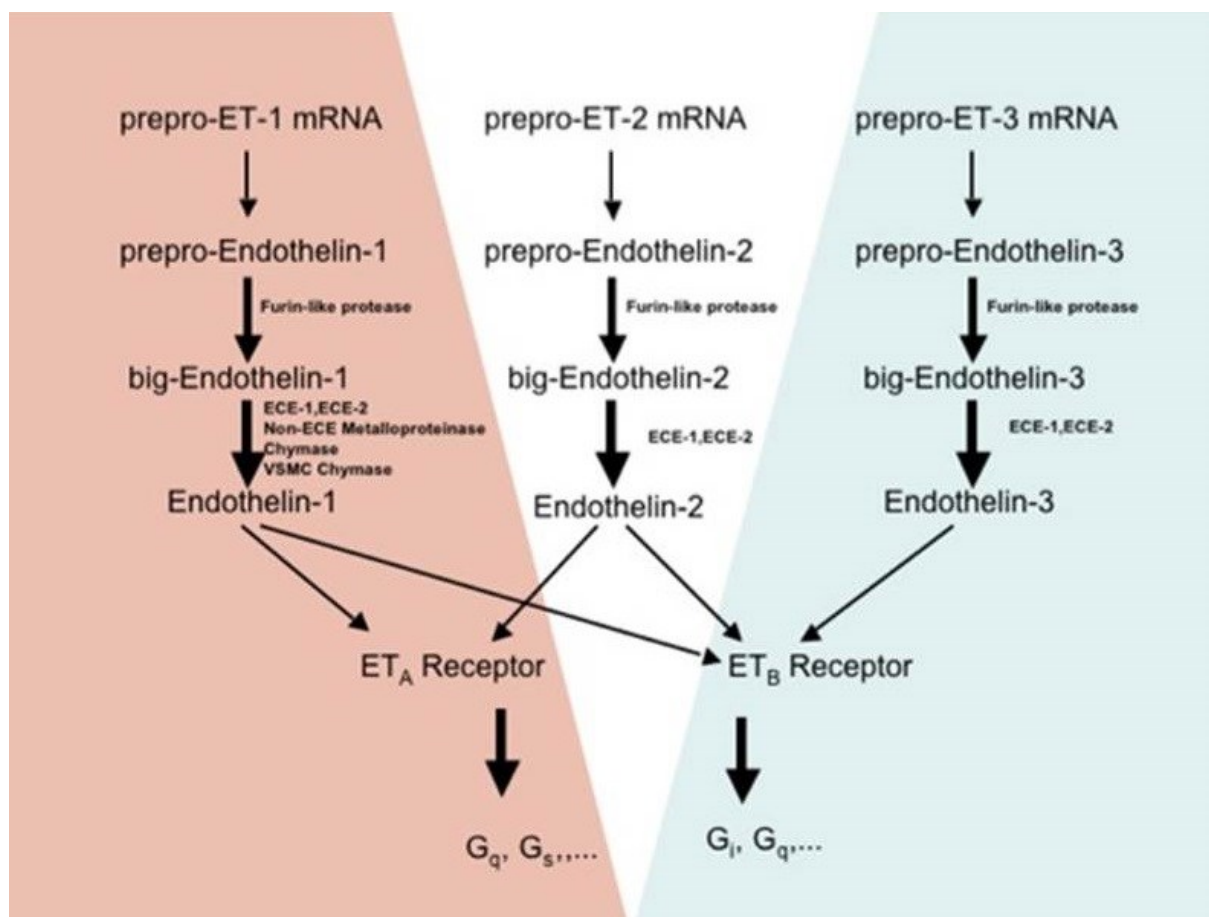 prepro-ET-1 mRNA
prepro-ET-2 mRNA
prepro-ET-3 mRNA
prepro-Endothelin-1
prepro-Endothelin-2
prepro-Endothelin-3
Furin-like protease
Furin-like protease
Furin-like protease
big-Endothelin-1
big-Endothelin-2
big-Endothelin-3
ECE-1,ECE-2
Non-ECE Metalloproteinase
Chymase
VSMC Chymase
ECE-1,ECE-2
ECE-1,ECE-2
Endothelin-1
Endothelin-2
Endothelin-3
ETA Receptor
ETB Receptor
Gq, Gs,,...
Gi, Gq,...